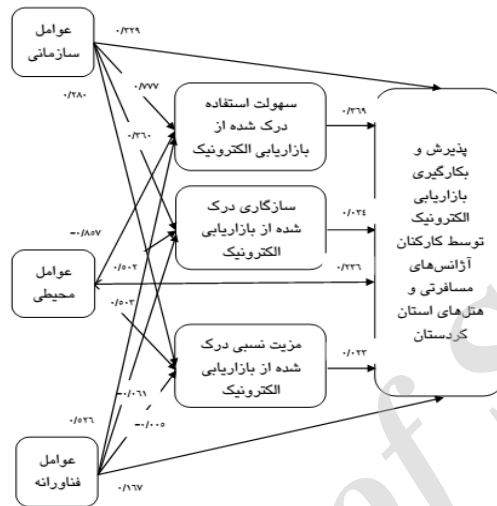 عوامل
سازمانی
۰/۳۲۹
۰/۲۸۰
۰/۷۷۷
۰/۳۶۰
سهولت استفاده
درک شده از
بازاریابی الکترونیک
۰/۳۶۹
سازگاری درک
شده از بازاریابی
الکترونیک
۰/۰۳۴
پذیرش و
بکارگیری
بازاریابی
الکترونیک
توسط کارکنان
آژانس‌های
مسافرتی و
هتل‌های استان
کردستان
-۰/۸۵۷
عوامل
محیطی
۰/۵۰۲
۰/۲۳۶
۰/۵۰۳
مزیت نسبی درک
شده از بازاریابی
الکترونیک
۰/۰۲۳
-۰/۰۶۱
-۰/۰۰۵
۰/۵۲۶
عوامل
فناورانه
۰/۱۶۷